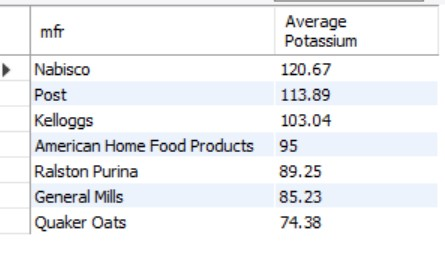 mfr Average
Potassium
Nabisco 120.67
Post 113.89
Kelloggs 103.04
American Home Food Products 95
Ralston Purina 89.25
General Mills 85.23
Quaker Oats 74.38